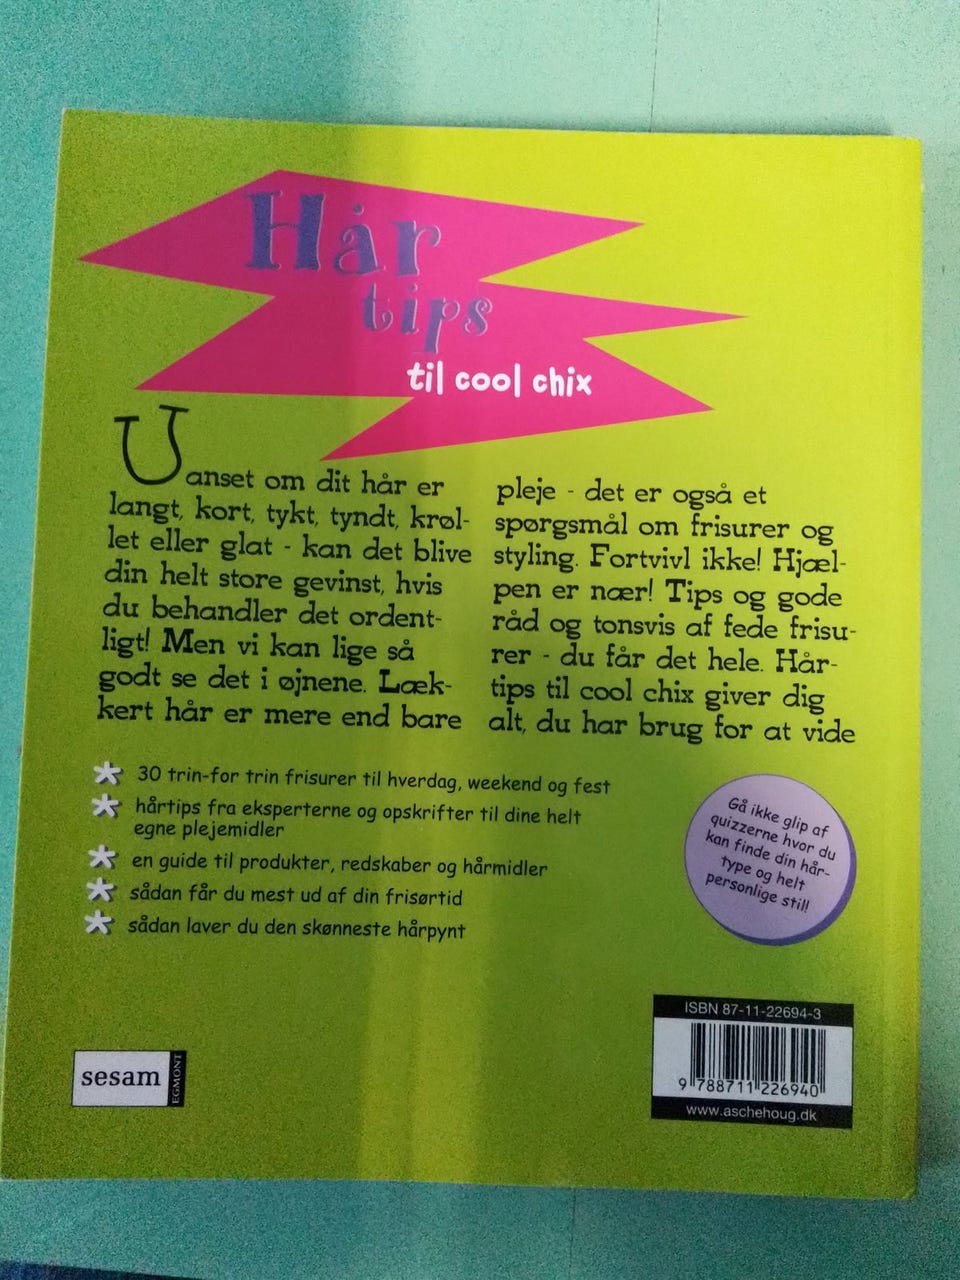 Hår
tips
til cool chix
Uanset om dit hår er
langt, kort, tykt, tyndt, krøl-
let eller glat - kan det blive
din helt store gevinst, hvis
du behandler det ordent-
ligt! Men vi kan lige så
godt se det i øjnene. Læk-
kert hår er mere end bare
pleje - det er også et
spørgsmål om frisurer og
styling. Fortvivl ikke! Hjæl-
pen er nær! Tips og gode
råd og tonsvis af fede frisu-
rer - du får det hele. Hår-
tips til cool chix giver dig
alt, du har brug for at vide
30 trin-for trin frisurer til hverdag, weekend og fest
hårtips fra eksperterne og opskrifter til dine helt
egne plejemidler
en guide til produkter, redskaber og hårmidler
sådan får du mest ud af din frisørtid
sådan laver du den skønneste hårpynt
Gå ikke glip af
quizzerne hvor du
kan finde din hår-
type og helt
personlige stil!
sesam
EGMONT
ISBN 87-11-22694-3
9 788711 226940
www.aschehoug.dk